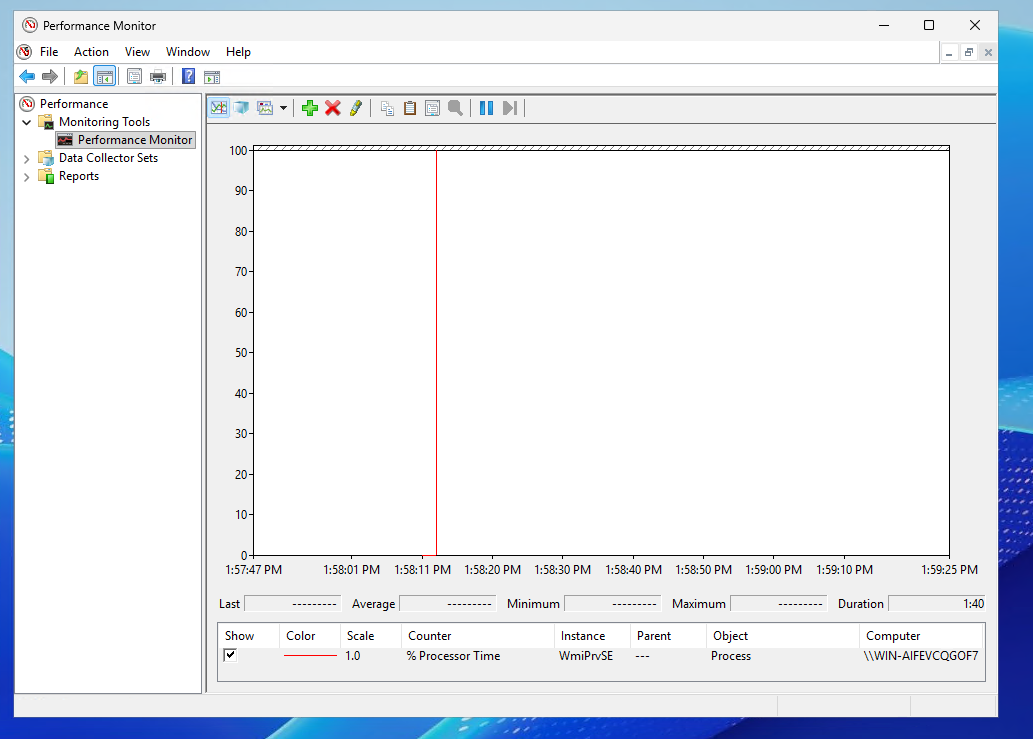 Performance Monitor
File Action View Window Help
Performance
Monitoring Tools
Performance Monitor
Data Collector Sets
Reports
100
90
80
70
60
50
40
30
20
10
0
1:57:47 PM 1:58:01 PM 1:58:11 PM 1:58:20 PM 1:58:30 PM 1:58:40 PM 1:58:50 PM 1:59:00 PM 1:59:10 PM 1:59:25 PM
Last --------- Average --------- Minimum --------- Maximum --------- Duration 1:40
Show Color Scale Counter Instance Parent Object Computer
1.0 % Processor Time WmiPrvSE --- Process \\WIN-AIFEVCQGOF7